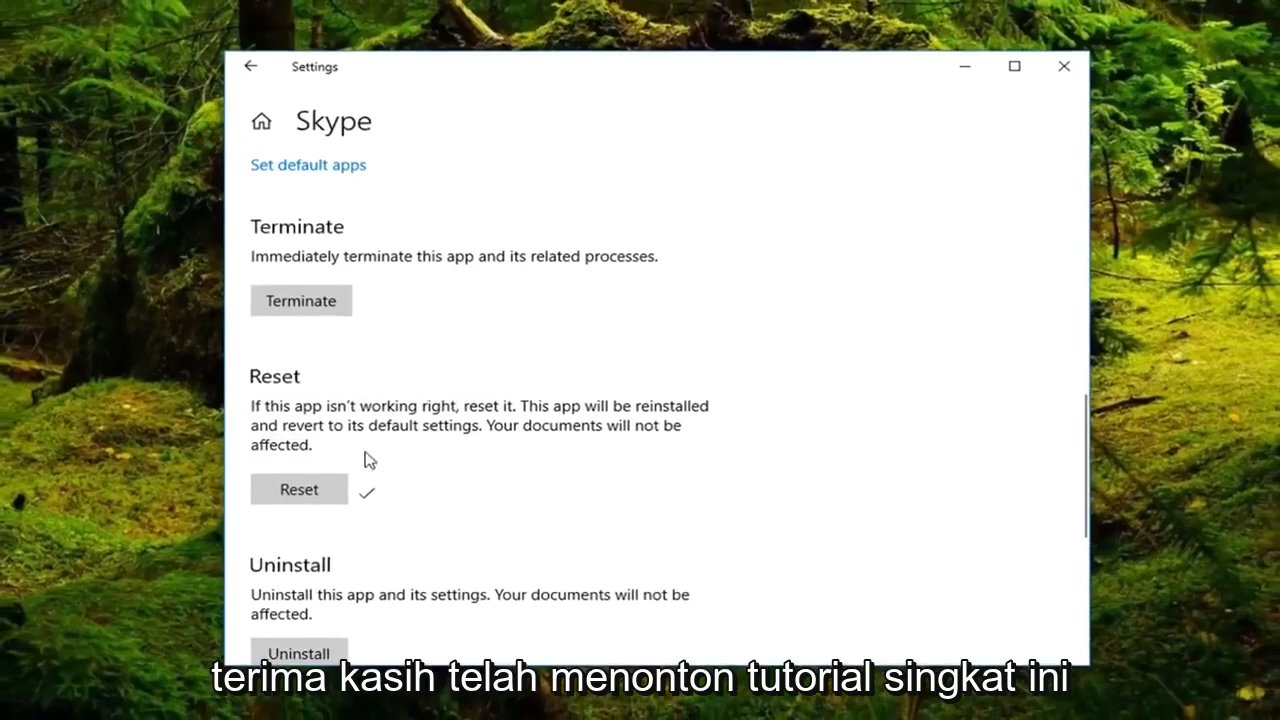 Settings
Skype
Set default apps
Terminate
Immediately terminate this app and its related processes.
Terminate
Reset
If this app isn't working right, reset it. This app will be reinstalled
and revert to its default settings. Your documents will not be
affected.
Reset
Uninstall
Uninstall this app and its settings. Your documents will not be
affected.
Uninstall
terima kasih telah menonton tutorial singkat ini